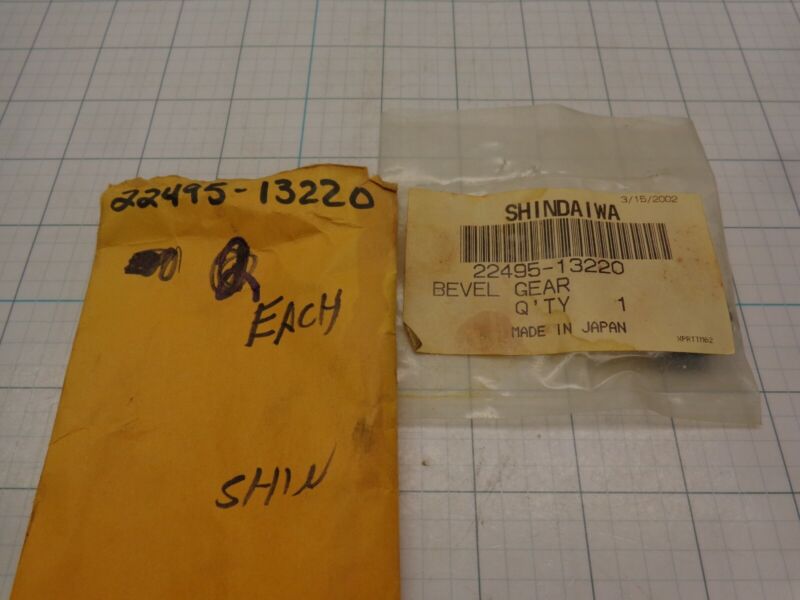 22495-13220
EACH
SHIN
3/15/2002
SHINDAIWA
22495-13220
BEVEL GEAR
Q'TY 1
MADE IN JAPAN